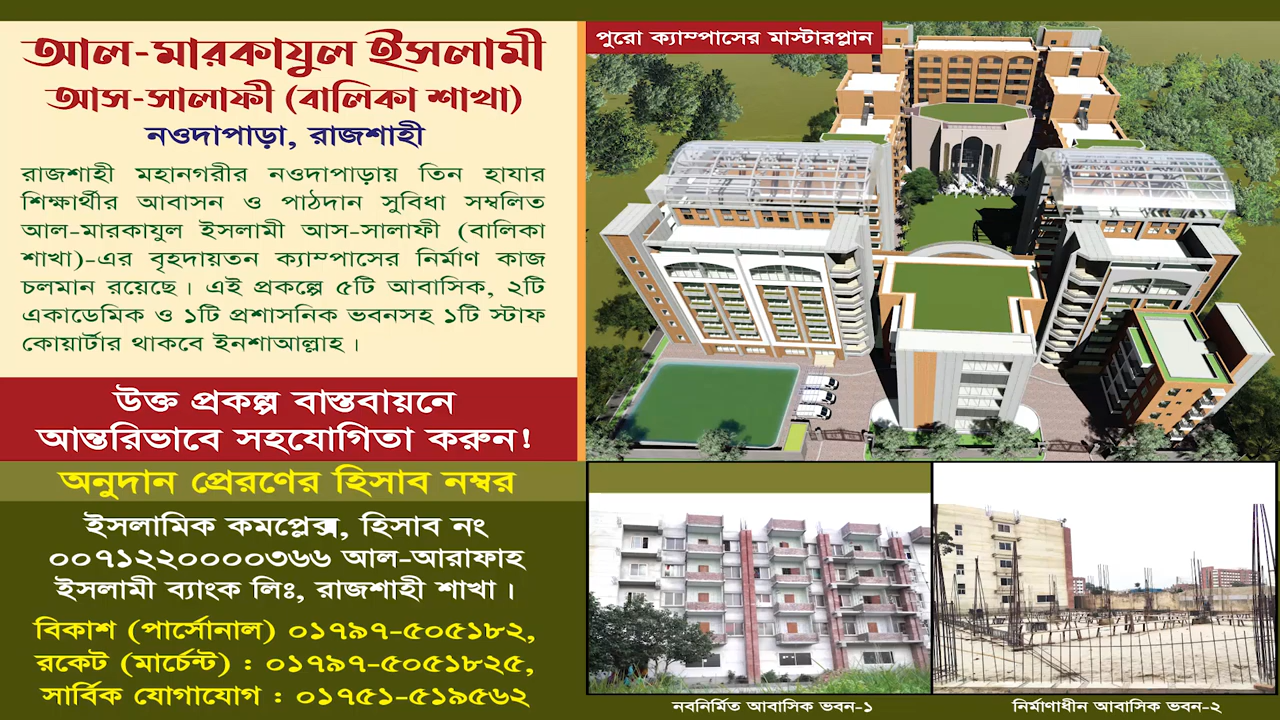 আল-মারকাযুল ইসলামী
আস-সালাফী (বালিকা শাখা)
নওদাপাড়া, রাজশাহী
রাজশাহী মহানগরীর নওদাপাড়ায় তিন হাযার
শিক্ষার্থীর আবাসন ও পাঠদান সুবিধা সম্বলিত
আল-মারকাযুল ইসলামী আস-সালাফী (বালিকা
শাখা)-এর বৃহদায়তন ক্যাম্পাসের নির্মাণ কাজ
চলমান রয়েছে। এই প্রকল্পে ৫টি আবাসিক, ২টি
একাডেমিক ও ১টি প্রশাসনিক ভবনসহ ১টি স্টাফ
কোয়ার্টার থাকবে ইনশাআল্লাহ।
উক্ত প্রকল্প বাস্তবায়নে
আন্তরিভাবে সহযোগিতা করুন!
অনুদান প্রেরণের হিসাব নম্বর
ইসলামিক কমপ্লেক্স, হিসাব নং
০০৭১২২০০০০৩৬৬ আল-আরাফাহ
ইসলামী ব্যাংক লিঃ, রাজশাহী শাখা।
বিকাশ (পার্সোনাল) ০১৭৯৭-৫০৫১৮২,
রকেট (মার্চেন্ট) : ০১৭৯৭-৫০৫১৮২৫,
সার্বিক যোগাযোগ : ০১৭৫১-৫১৯৫৬২
পুরো ক্যাম্পাসের মাস্টারপ্লান
নবনির্মিত আবাসিক ভবন-১
নির্মাণাধীন আবাসিক ভবন-২